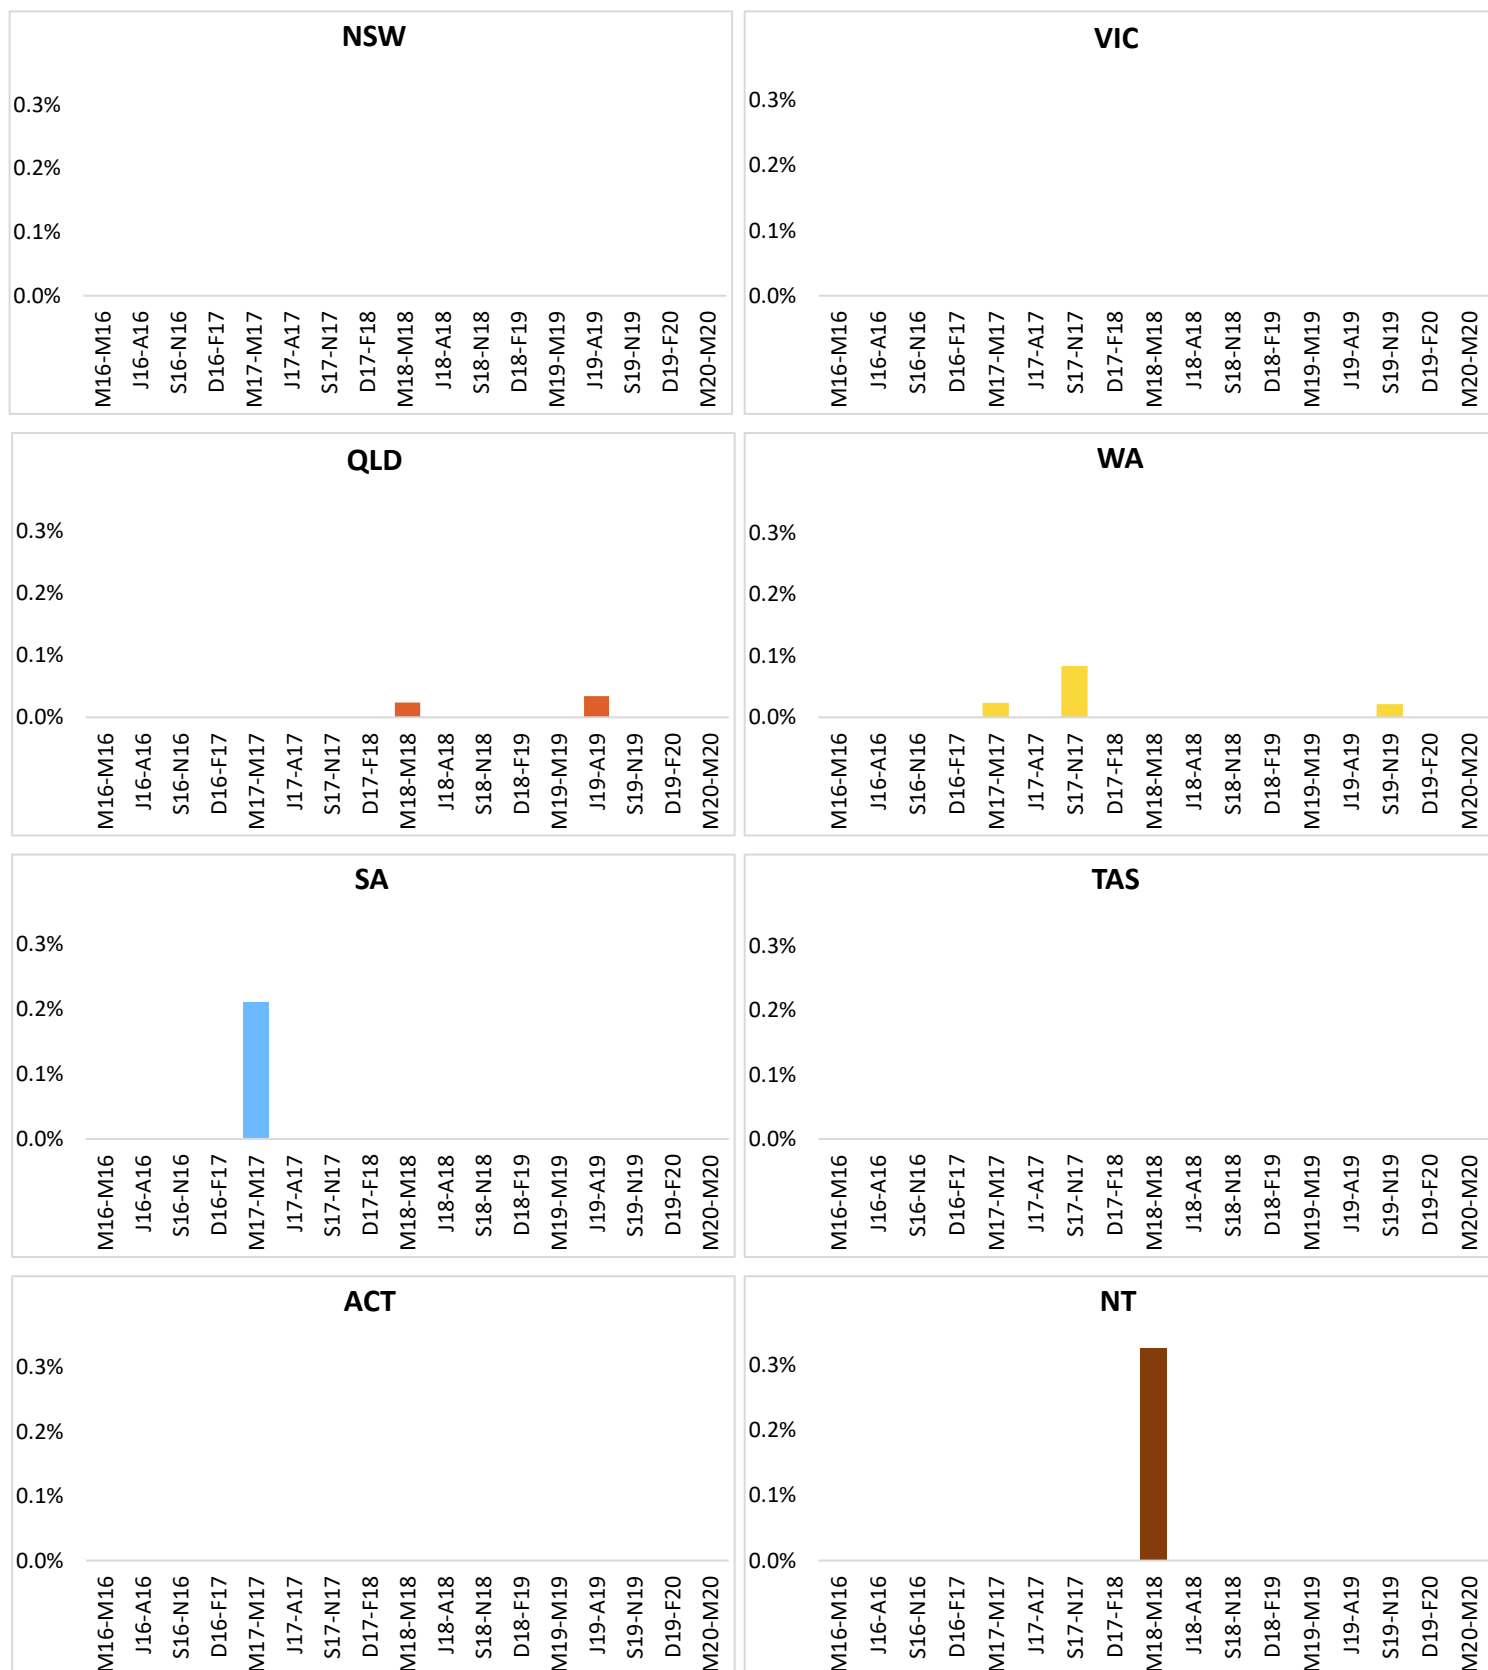 NSW
0.3%
0.2%
0.1%
0.0%
M16-M16
J16-A16
S16-N16
D16-F17
M17-M17
J17-A17
S17-N17
D17-F18
M18-M18
J18-A18
S18-N18
D18-F19
M19-M19
J19-A19
S19-N19
D19-F20
M20-M20
VIC
0.3%
0.2%
0.1%
0.0%
M16-M16
J16-A16
S16-N16
D16-F17
M17-M17
J17-A17
S17-N17
D17-F18
M18-M18
J18-A18
S18-N18
D18-F19
M19-M19
J19-A19
S19-N19
D19-F20
M20-M20
QLD
0.3%
0.2%
0.1%
0.0%
M16-M16
J16-A16
S16-N16
D16-F17
M17-M17
J17-A17
S17-N17
D17-F18
M18-M18
J18-A18
S18-N18
D18-F19
M19-M19
J19-A19
S19-N19
D19-F20
M20-M20
WA
0.3%
0.2%
0.1%
0.0%
M16-M16
J16-A16
S16-N16
D16-F17
M17-M17
J17-A17
S17-N17
D17-F18
M18-M18
J18-A18
S18-N18
D18-F19
M19-M19
J19-A19
S19-N19
D19-F20
M20-M20
SA
0.3%
0.2%
0.1%
0.0%
M16-M16
J16-A16
S16-N16
D16-F17
M17-M17
J17-A17
S17-N17
D17-F18
M18-M18
J18-A18
S18-N18
D18-F19
M19-M19
J19-A19
S19-N19
D19-F20
M20-M20
TAS
0.3%
0.2%
0.1%
0.0%
M16-M16
J16-A16
S16-N16
D16-F17
M17-M17
J17-A17
S17-N17
D17-F18
M18-M18
J18-A18
S18-N18
D18-F19
M19-M19
J19-A19
S19-N19
D19-F20
M20-M20
ACT
0.3%
0.2%
0.1%
0.0%
M16-M16
J16-A16
S16-N16
D16-F17
M17-M17
J17-A17
S17-N17
D17-F18
M18-M18
J18-A18
S18-N18
D18-F19
M19-M19
J19-A19
S19-N19
D19-F20
M20-M20
NT
0.3%
0.2%
0.1%
0.0%
M16-M16
J16-A16
S16-N16
D16-F17
M17-M17
J17-A17
S17-N17
D17-F18
M18-M18
J18-A18
S18-N18
D18-F19
M19-M19
J19-A19
S19-N19
D19-F20
M20-M20